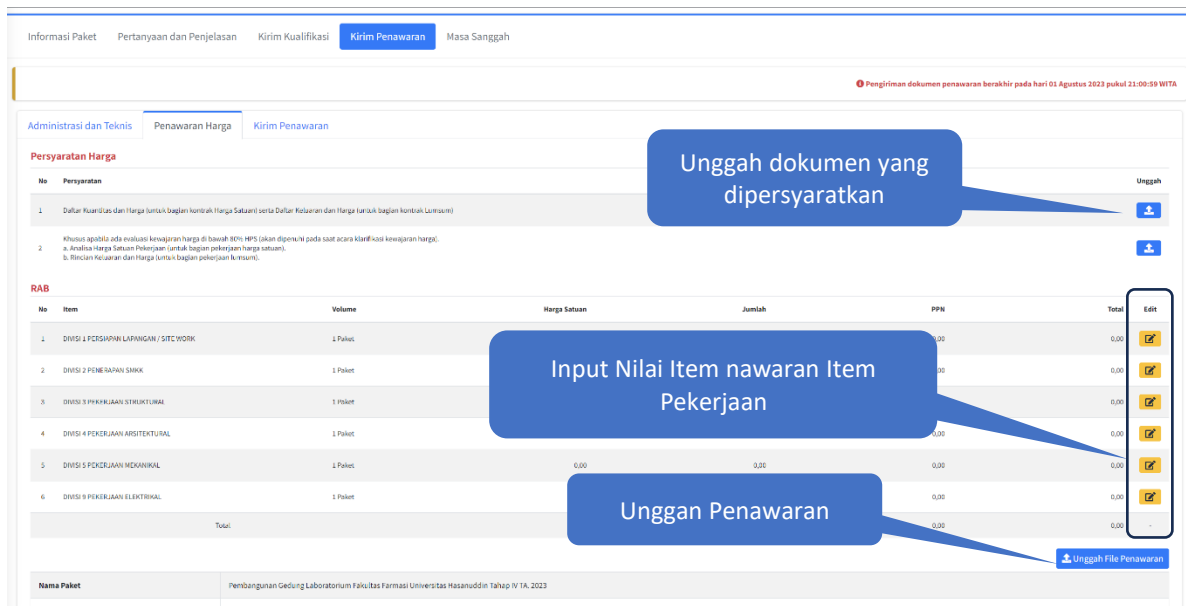 Informasi Paket Pertanyaan dan Penjelasan Kirim Kualifikasi Kirim Penawaran Masa Sanggah
Pengiriman dokumen penawaran berakhir pada hari 01 Agustus 2023 pukul 21:00:59 WITA
Administrasi dan Teknis Penawaran Harga Kirim Penawaran
Persyaratan Harga
Unggah dokumen yang
dipersyaratkan
No Persyaratan Unggah
1 Daftar Kuantitas dan Harga (untuk bagian kontrak Harga Satuan) serta Daftar Keluaran dan Harga (untuk bagian kontrak Lumsum)
2 Khusus apabila ada evaluasi kewajaran harga di bawah 80% HPS (akan dipenuhi pada saat acara klarifikasi kewajaran harga).
a. Analisa Harga Satuan Pekerjaan (untuk bagian pekerjaan harga satuan).
b. Rincian Keluaran dan Harga (untuk bagian pekerjaan lumsum).
RAB
No Item Volume Harga Satuan Jumlah PPN Total Edit
1 DIVISI 1 PERSIAPAN LAPANGAN / SITE WORK 1 Paket 0,00 0,00
2 DIVISI 2 PENERAPAN SMKK 1 Paket 0,00 0,00
Input Nilai Item nawaran Item
Pekerjaan
3 DIVISI 3 PEKERJAAN STRUKTURAL 1 Paket 0,00
4 DIVISI 4 PEKERJAAN ARSITEKTURAL 1 Paket 0,00 0,00
5 DIVISI 5 PEKERJAAN MEKANIKAL 1 Paket 0,00 0,00 0,00 0,00
6 DIVISI 9 PEKERJAAN ELEKTRIKAL 1 Paket 0,00 0,00
Unggan Penawaran
Total 0,00 0,00 -
Unggah File Penawaran
Nama Paket Pembangunan Gedung Laboratorium Fakultas Farmasi Universitas Hasanuddin Tahap IV TA. 2023